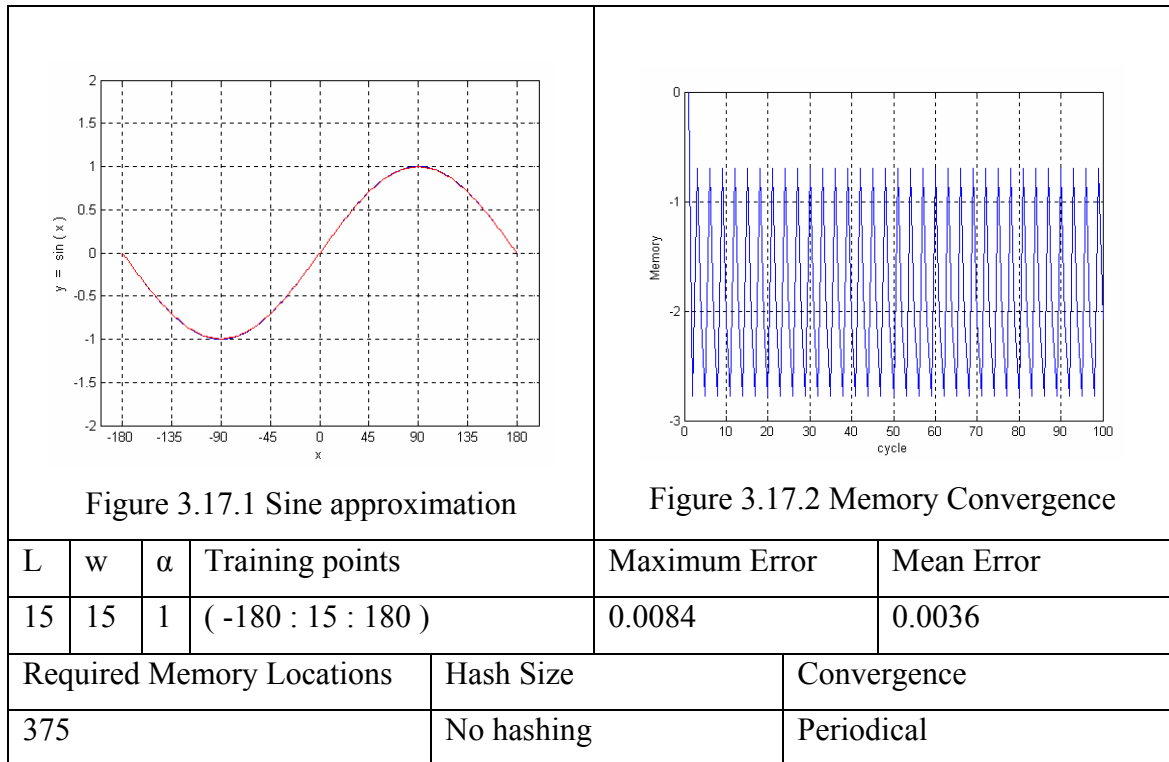 2
1.5
1
0.5
0
-0.5
-1
-1.5
-2
y = sin ( x )
-180 -135 -90 -45 0 45 90 135 180
x
Figure 3.17.1 Sine approximation
0
-1
-2
-3
Memory
0 10 20 30 40 50 60 70 80 90 100
cycle
Figure 3.17.2 Memory Convergence
L w α Training points Maximum Error Mean Error
15 15 1 ( -180 : 15 : 180 ) 0.0084 0.0036
Required Memory Locations Hash Size Convergence
375 No hashing Periodical